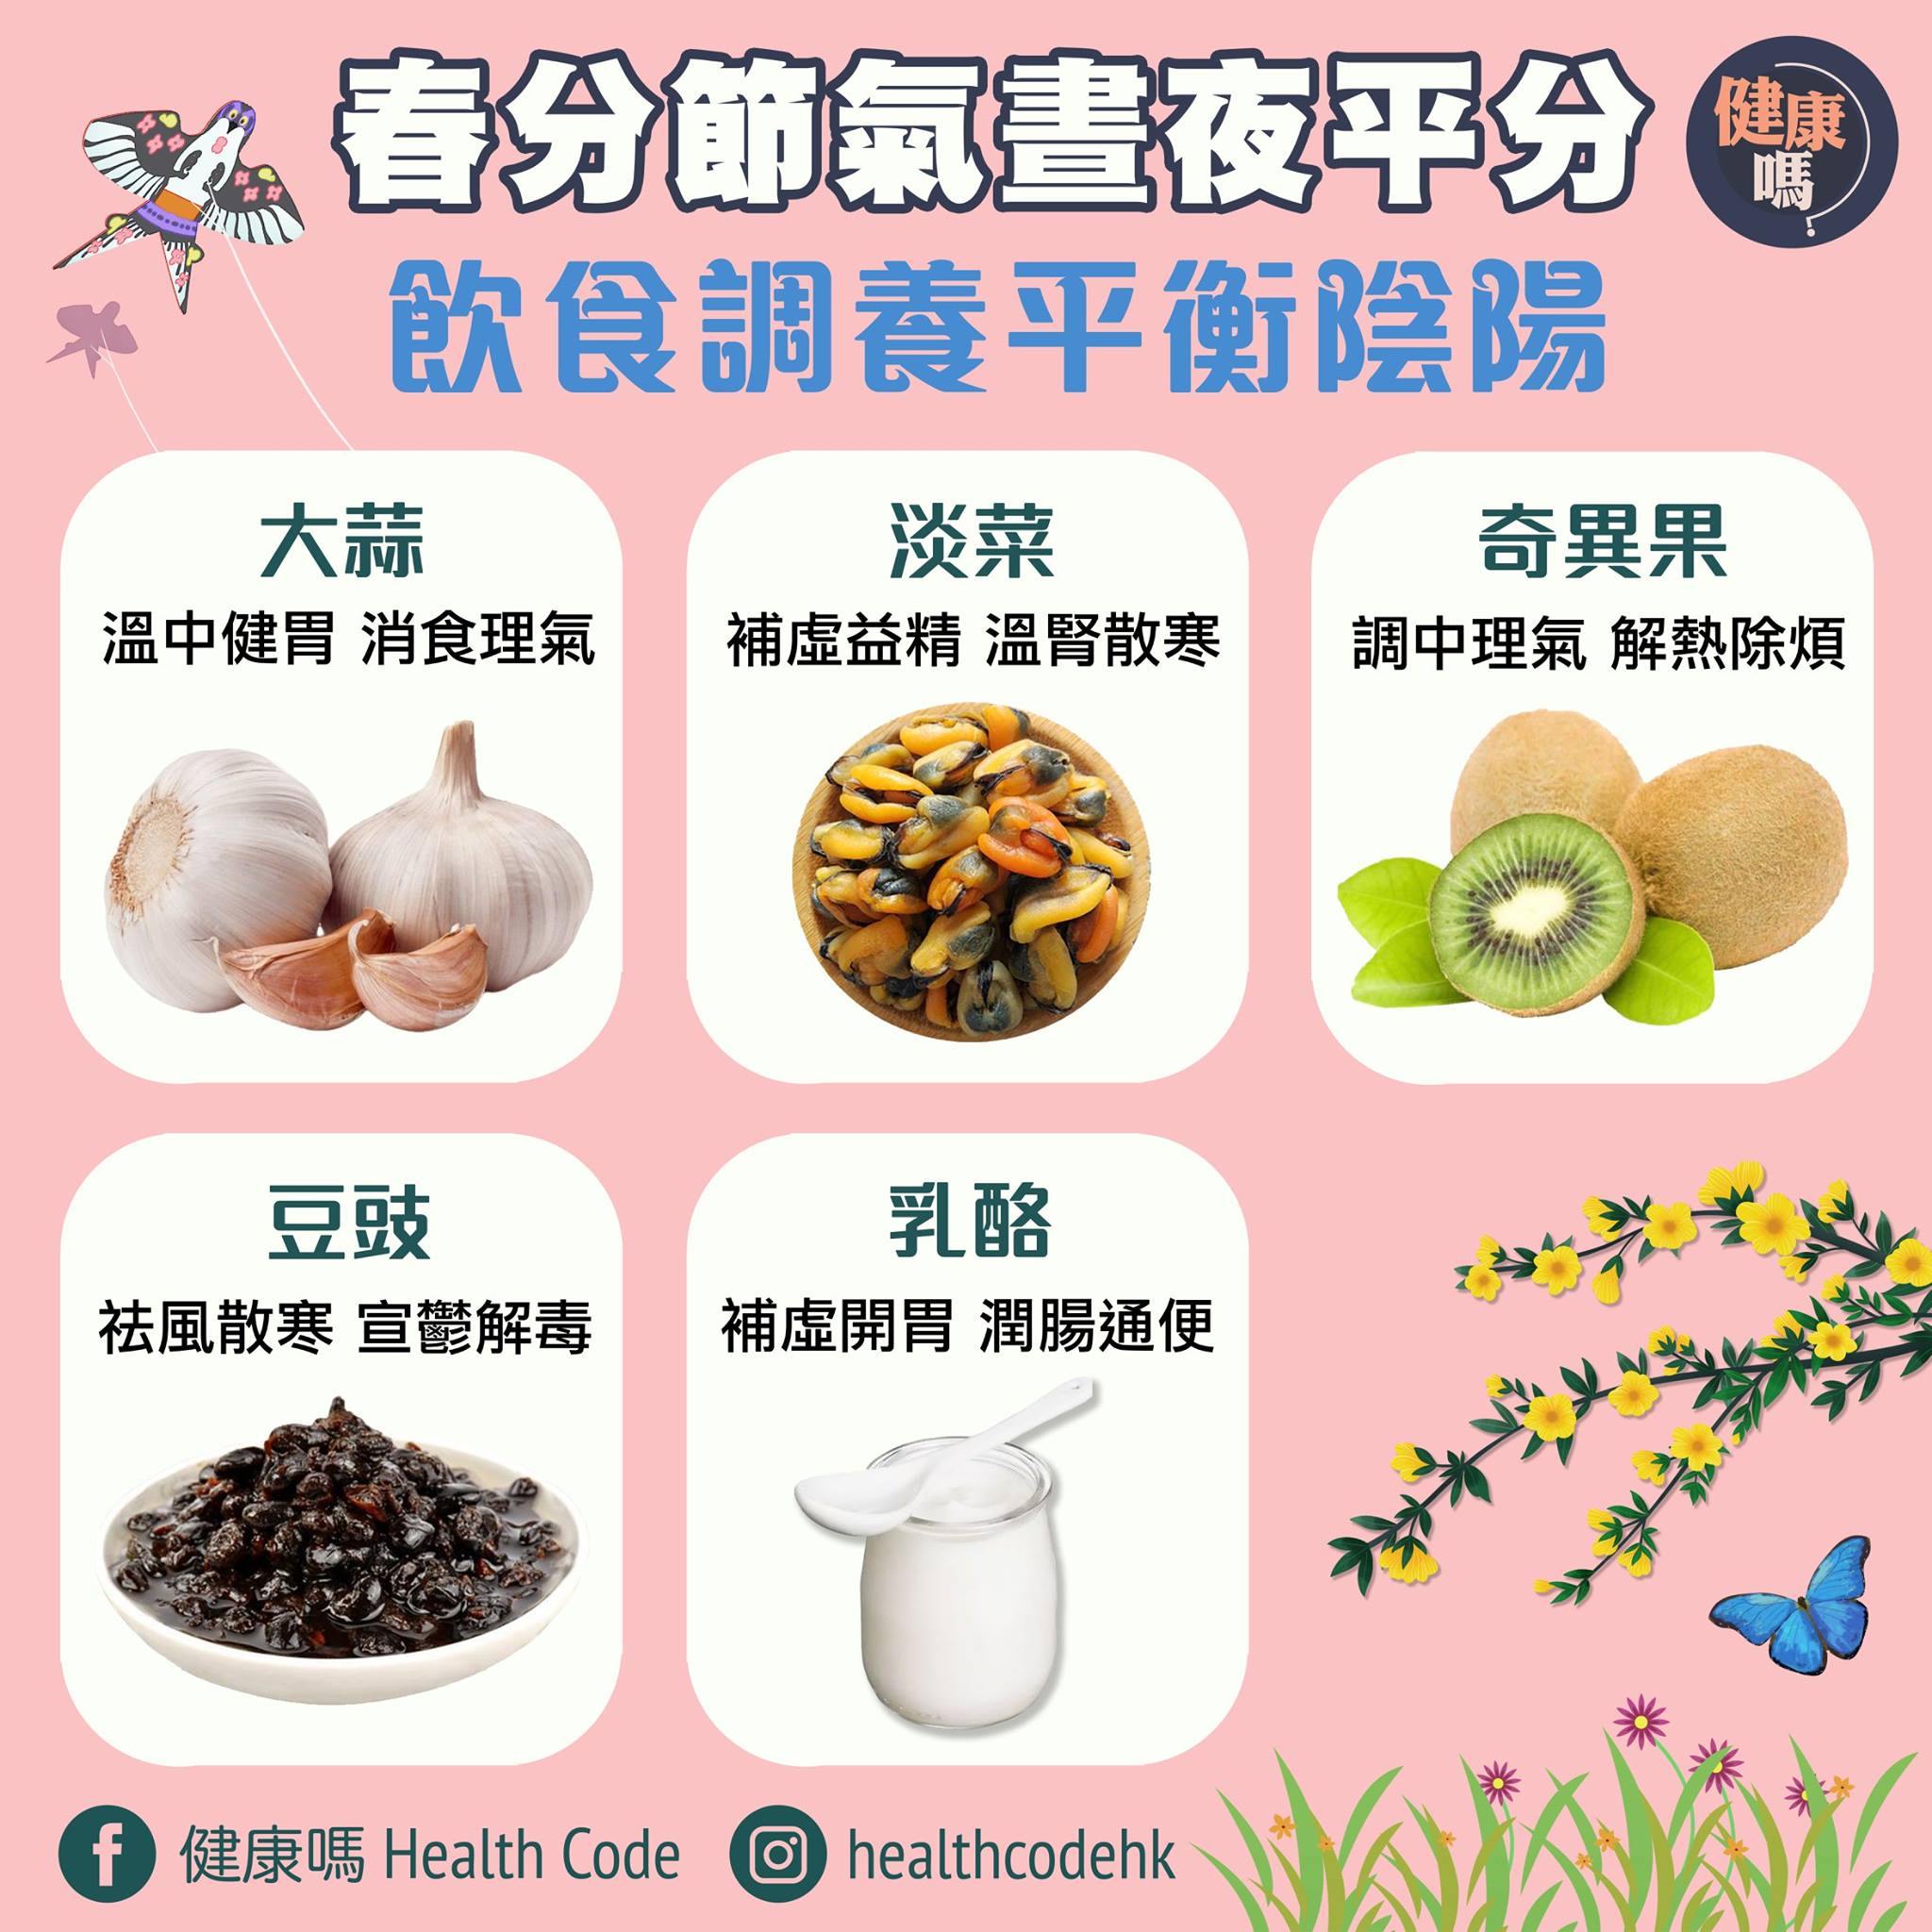 春分節氣晝夜平分
健康
嗎?
飲食調養平衡陰陽
大蒜
溫中健胃 消食理氣
淡菜
補虛益精 溫腎散寒
奇異果
調中理氣 解熱除煩
豆豉
祛風散寒 宣鬱解毒
乳酪
補虛開胃 潤腸通便
健康嗎 Health Code
healthcodehk